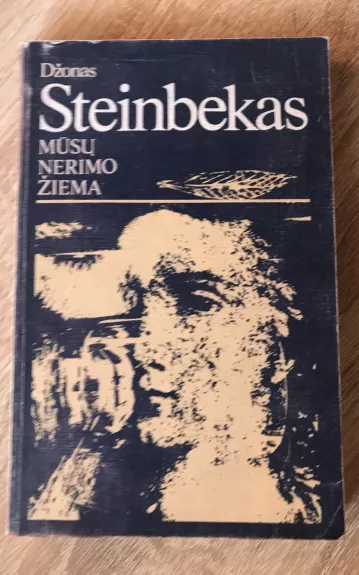 Džonas
Steinbekas
MŪSŲ
NERIMO
ŽIEMA